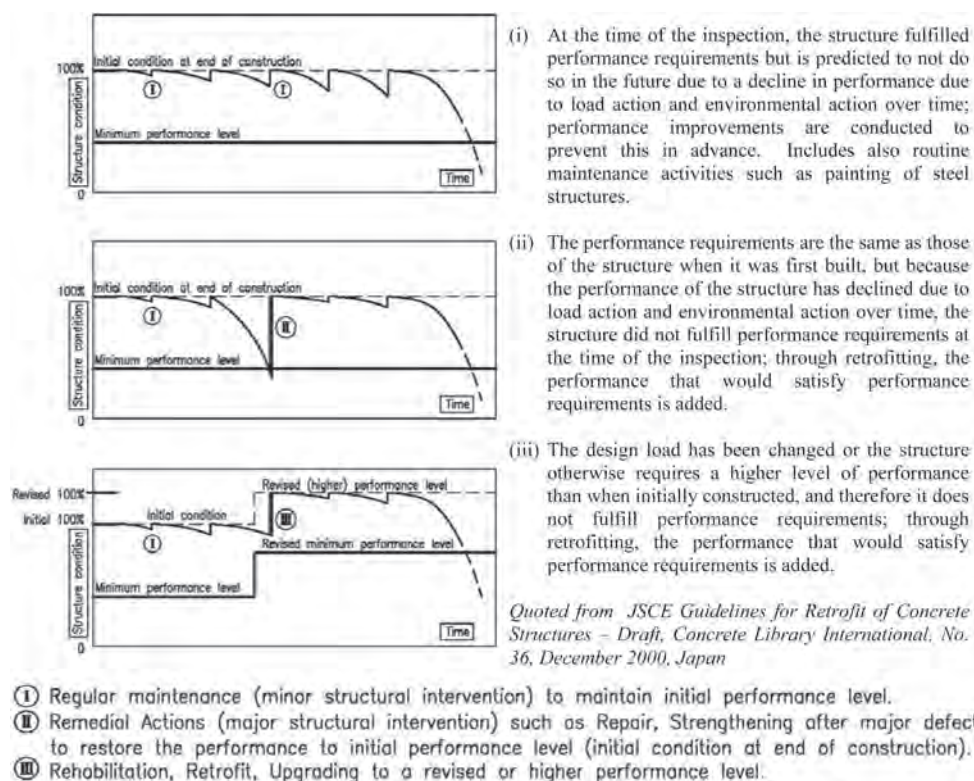 Initial condition at end of construction
100%
Ⓘ
Ⓘ
Minimum performance level
Structure condition
Time
0
(i) At the time of the inspection, the structure fulfilled
performance requirements but is predicted to not do
so in the future due to a decline in performance due
to load action and environmental action over time;
performance improvements are conducted to
prevent this in advance. Includes also routine
maintenance activities such as painting of steel
structures.
Initial condition at end of construction
100%
Ⓘ
Ⅱ
Minimum performance level
Structure condition
Time
0
(ii) The performance requirements are the same as those
of the structure when it was first built, but because
the performance of the structure has declined due to
load action and environmental action over time, the
structure did not fulfill performance requirements at
the time of the inspection; through retrofitting, the
performance that would satisfy performance
requirements is added.
Revised 100%
Revised (higher) performance level
Initial 100%
Initial condition
Ⓘ
Ⅲ
Revised minimum performance level
Minimum performance level
Structure condition
Time
0
(iii) The design load has been changed or the structure
otherwise requires a higher level of performance
than when initially constructed, and therefore it does
not fulfill performance requirements; through
retrofitting, the performance that would satisfy
performance requirements is added.
Quoted from JSCE Guidelines for Retrofit of Concrete
Structures – Draft, Concrete Library International, No.
36, December 2000, Japan
Ⓘ Regular maintenance (minor structural intervention) to maintain initial performance level.
Ⅱ Remedial Actions (major structural intervention) such as Repair, Strengthening after major defect
to restore the performance to initial performance level (initial condition at end of construction).
Ⅲ Rehabilitation, Retrofit, Upgrading to a revised or higher performance level.